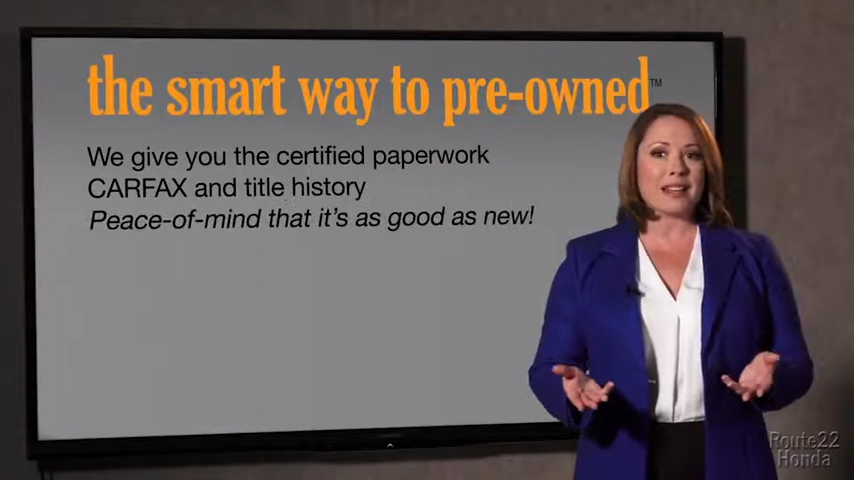 the smart way to pre-owned™
We give you the certified paperwork
CARFAX and title history
Peace-of-mind that it's as good as new!
Route22
Honda